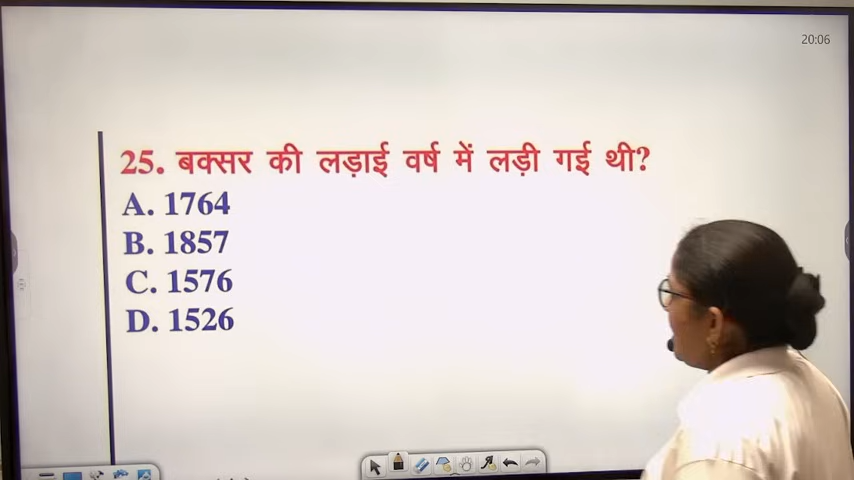 20:06
25. बक्सर की लड़ाई वर्ष में लड़ी गई थी?
A. 1764
B. 1857
C. 1576
D. 1526